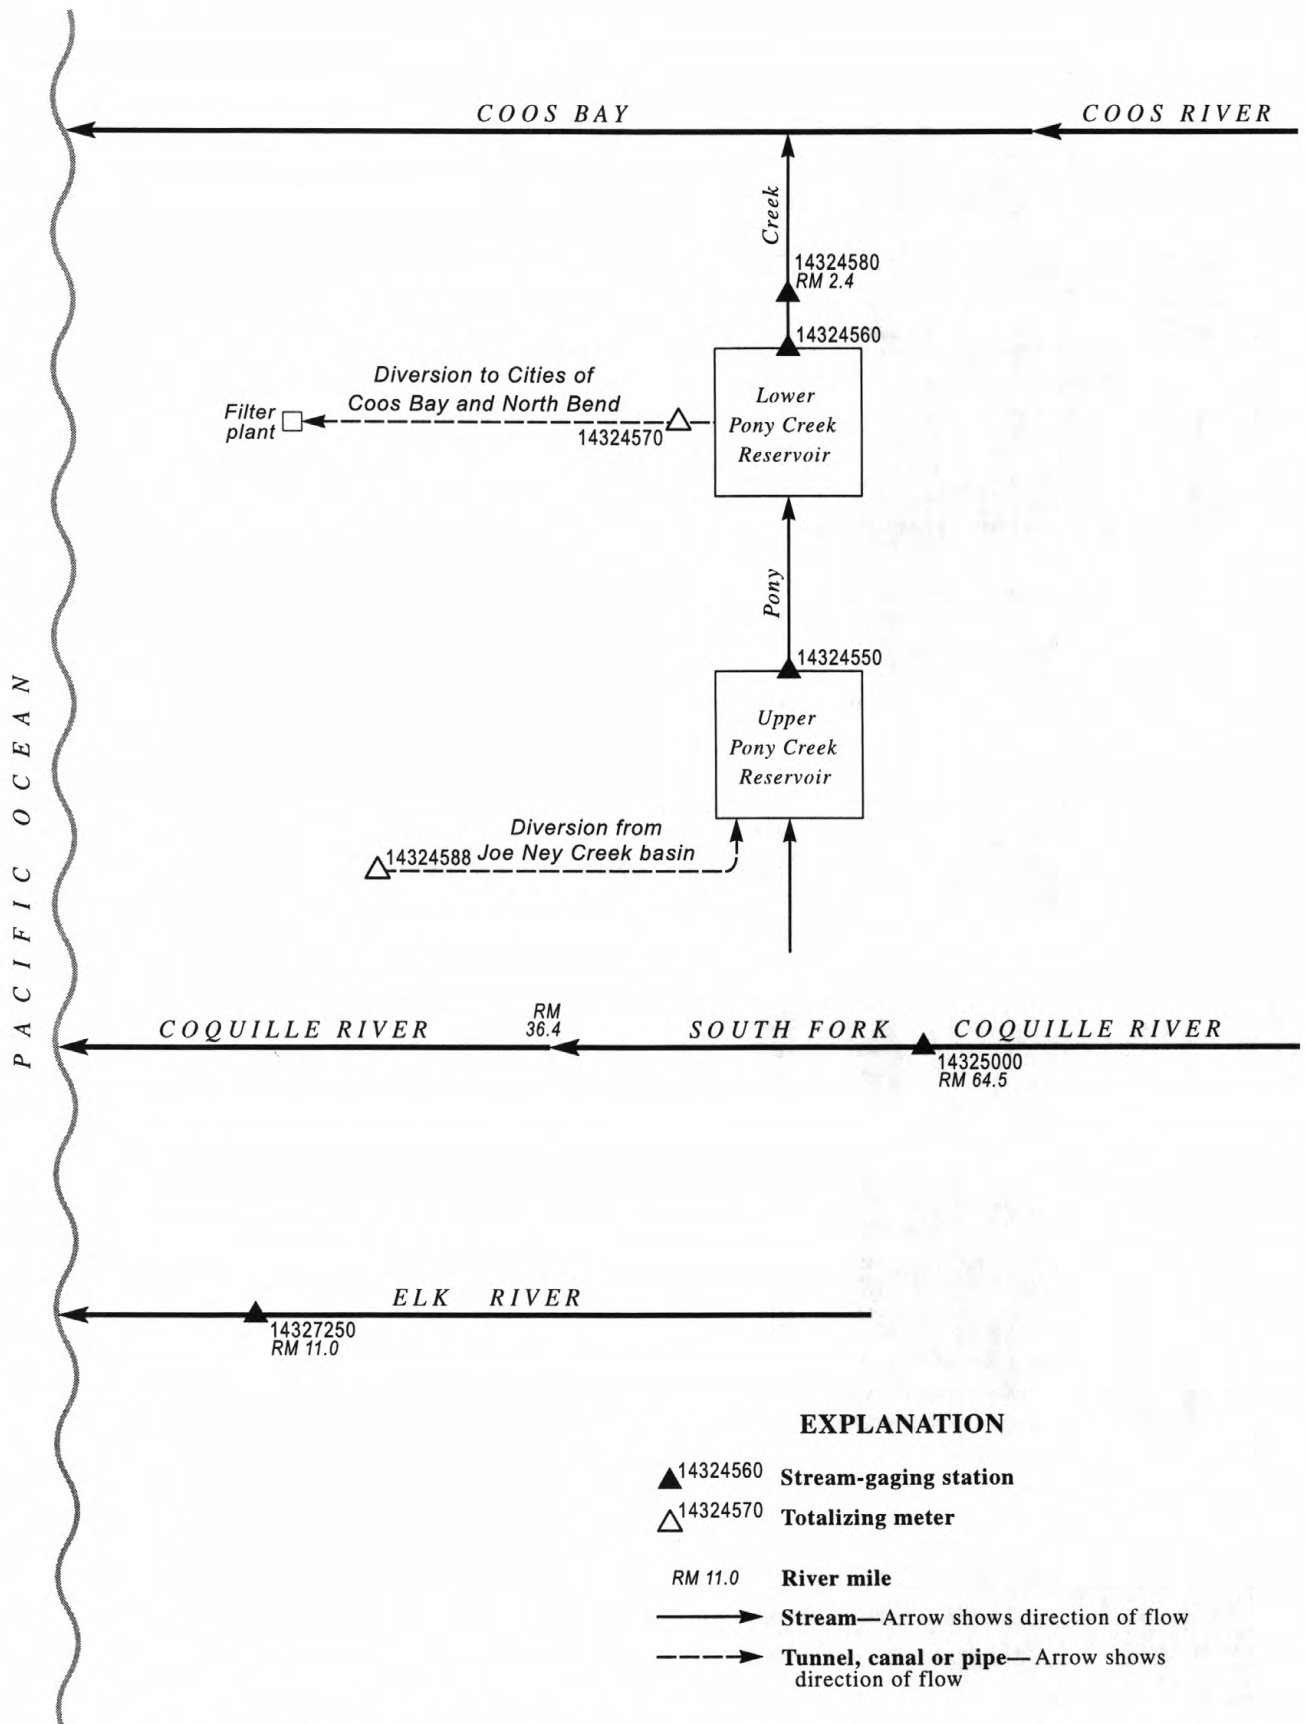 COOS BAY
COOS RIVER
Creek
14324580
RM 2.4
14324560
Diversion to Cities of
Coos Bay and North Bend
Filter
plant
14324570
Lower
Pony Creek
Reservoir
Pony
14324550
Upper
Pony Creek
Reservoir
PACIFIC OCEAN
Diversion from
14324588 Joe Ney Creek basin
RM
36.4
COQUILLE RIVER
SOUTH FORK COQUILLE RIVER
14325000
RM 64.5
ELK RIVER
14327250
RM 11.0
EXPLANATION
14324560 Stream-gaging station
14324570 Totalizing meter
RM 11.0 River mile
Stream—Arrow shows direction of flow
Tunnel, canal or pipe—Arrow shows
direction of flow